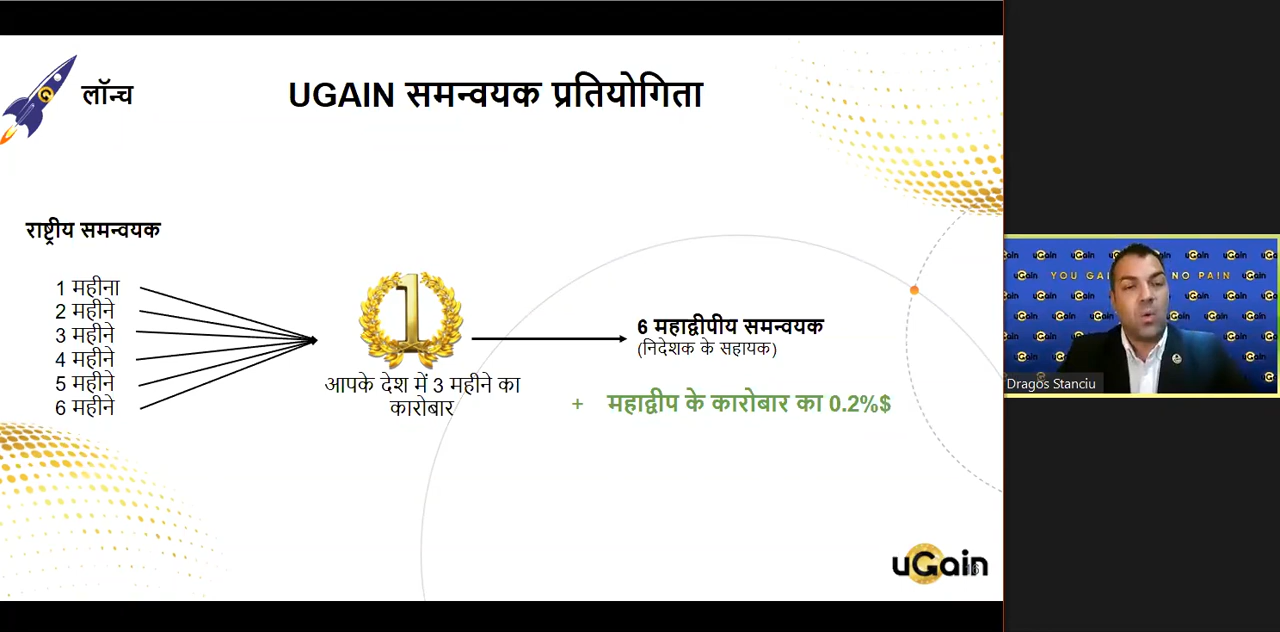 लॉन्च
UGAIN समन्वयक प्रतियोगिता
राष्ट्रीय समन्वयक
1 महीना
2 महीने
3 महीने
4 महीने
5 महीने
6 महीने
1
आपके देश में 3 महीने का
कारोबार
6 महाद्वीपीय समन्वयक
(निदेशक के सहायक)
+ महाद्वीप के कारोबार का 0.2%$
uGain
YOU GA NO PAIN
Dragos Stanciu